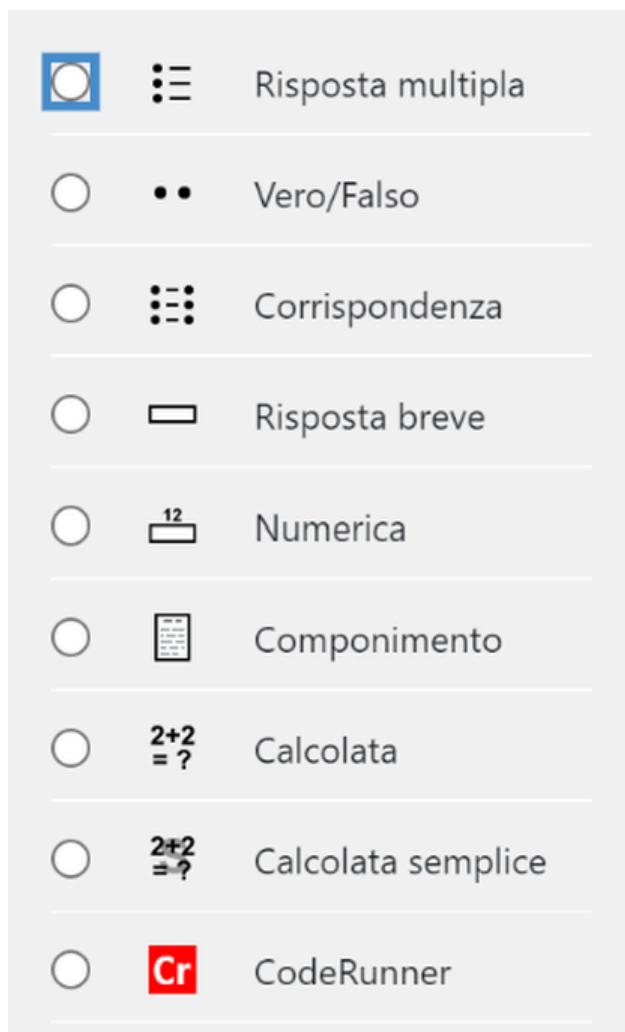 Risposta multipla
Vero/Falso
Corrispondenza
Risposta breve
12 Numerica
Componimento
2+2
= ? Calcolata
2+2
= ? Calcolata semplice
Cr CodeRunner